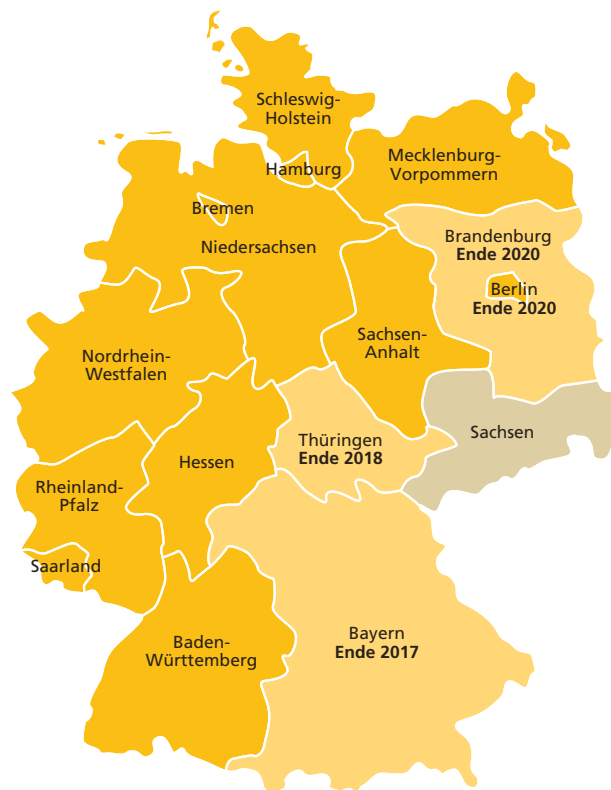 Schleswig-
Holstein
Hamburg
Mecklenburg-
Vorpommern
Bremen
Niedersachsen
Brandenburg
Ende 2020
Berlin
Ende 2020
Sachsen-
Anhalt
Nordrhein-
Westfalen
Thüringen
Ende 2018
Sachsen
Hessen
Rheinland-
Pfalz
Saarland
Baden-
Württemberg
Bayern
Ende 2017